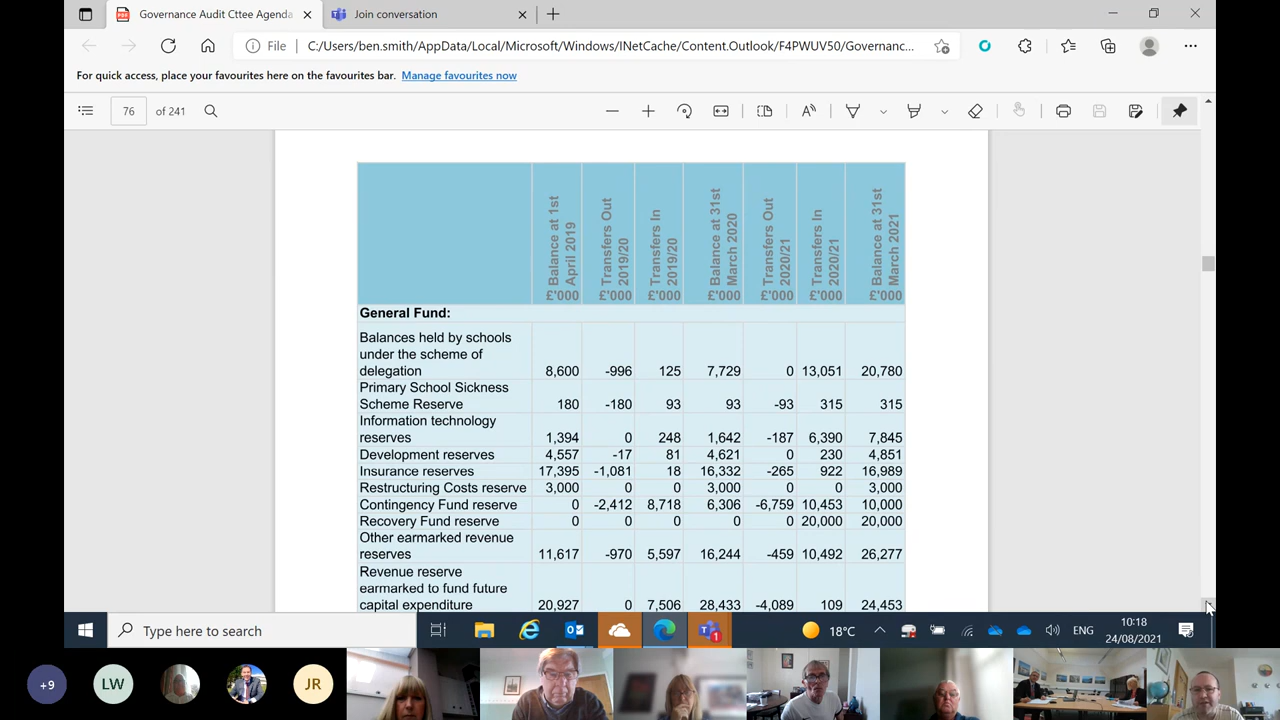 Governance Audit Cttee Agenda
Join conversation
File
C:/Users/ben.smith/AppData/Local/Microsoft/Windows/INetCache/Content.Outlook/F4PWUV50/Governanc...
For quick access, place your favourites here on the favourites bar. Manage favourites now
76 of 241
Balance at 1st April 2019 £'000
Transfers Out 2019/20 £'000
Transfers In 2019/20 £'000
Balance at 31st March 2020 £'000
Transfers Out 2020/21 £'000
Transfers In 2020/21 £'000
Balance at 31st March 2021 £'000
General Fund:
Balances held by schools
under the scheme of
delegation 8,600 -996 125 7,729 0 13,051 20,780
Primary School Sickness
Scheme Reserve 180 -180 93 93 -93 315 315
Information technology
reserves 1,394 0 248 1,642 -187 6,390 7,845
Development reserves 4,557 -17 81 4,621 0 230 4,851
Insurance reserves 17,395 -1,081 18 16,332 -265 922 16,989
Restructuring Costs reserve 3,000 0 0 3,000 0 0 3,000
Contingency Fund reserve 0 -2,412 8,718 6,306 -6,759 10,453 10,000
Recovery Fund reserve 0 0 0 0 0 20,000 20,000
Other earmarked revenue
reserves 11,617 -970 5,597 16,244 -459 10,492 26,277
Revenue reserve
earmarked to fund future
capital expenditure 20,927 0 7,506 28,433 -4,089 109 24,453
Type here to search
1
18°C
ENG
10:18
24/08/2021
+9
LW
JR